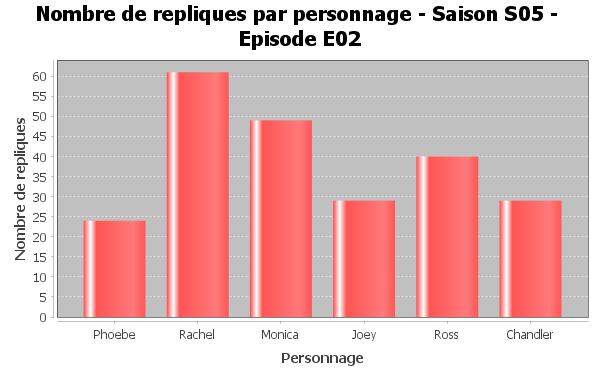 Nombre de repliques par personnage - Saison S05 -
Episode E02
Nombre de repliques
60
55
50
45
40
35
30
25
20
15
10
5
0
Phoebe
Rachel
Monica
Joey
Ross
Chandler
Personnage